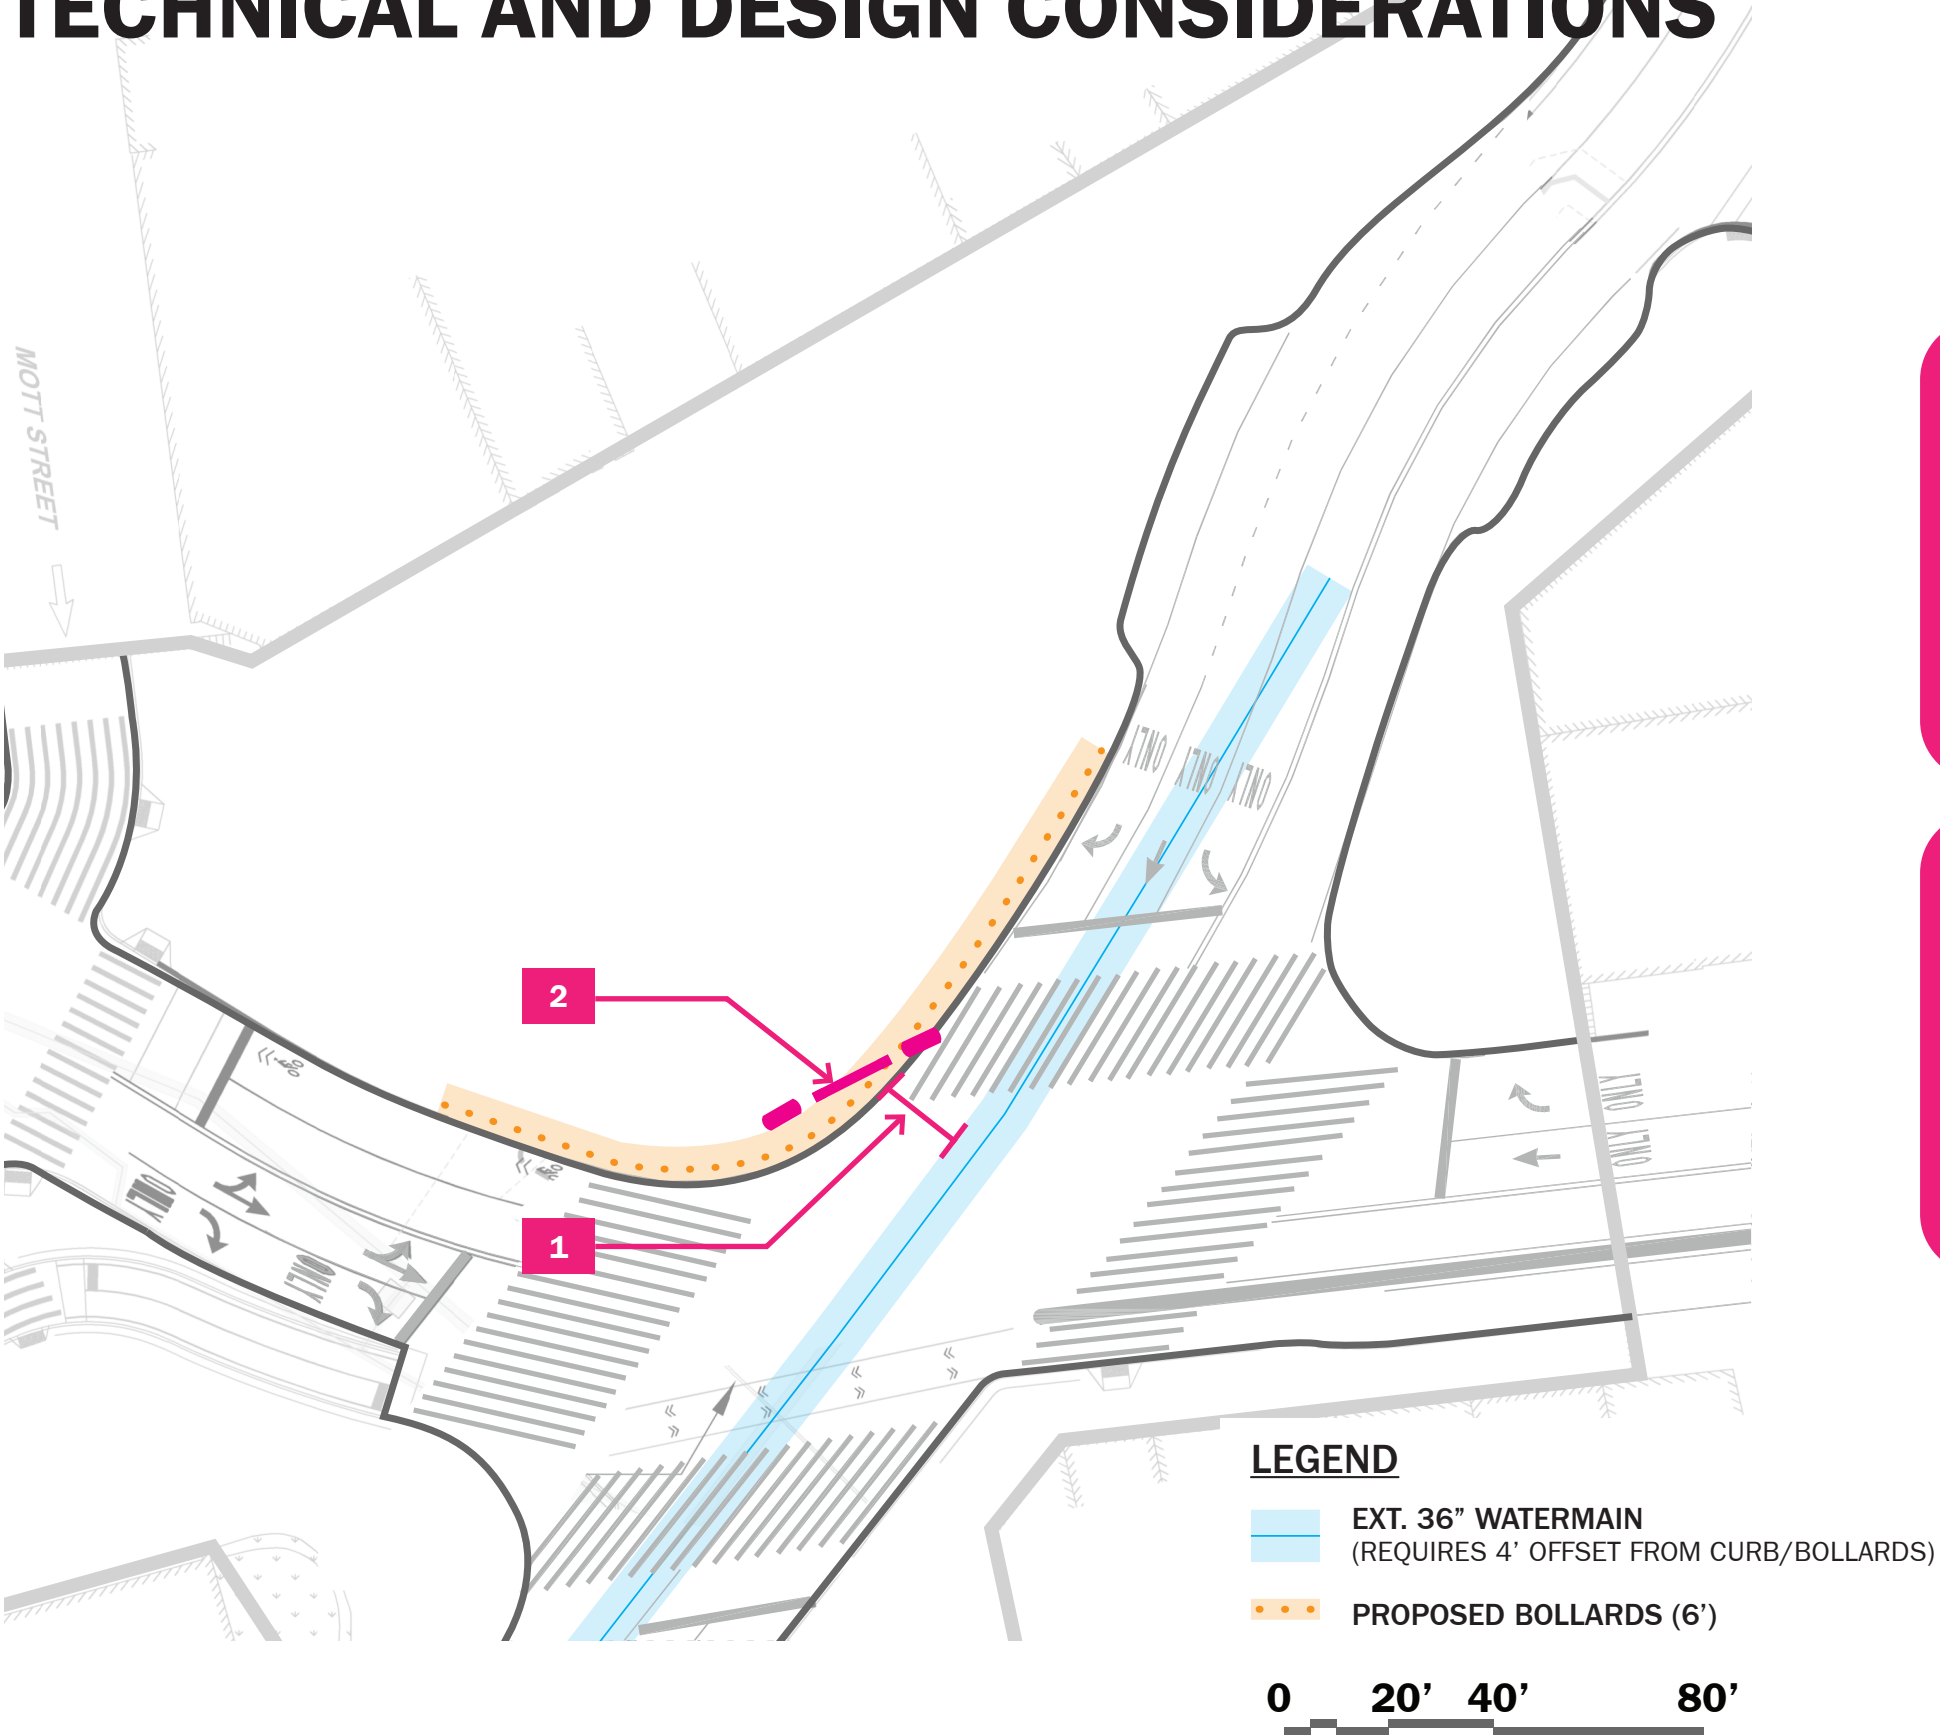 TECHNICAL AND DESIGN CONSIDERATIONS
MOTT STREET
ONLY
ONLY
ONLY
2
1
ONLY
ONLY
ONLY
ONLY
LEGEND
EXT. 36” WATERMAIN
(REQUIRES 4’ OFFSET FROM CURB/BOLLARDS)
PROPOSED BOLLARDS (6’)
0 20’ 40’ 80’